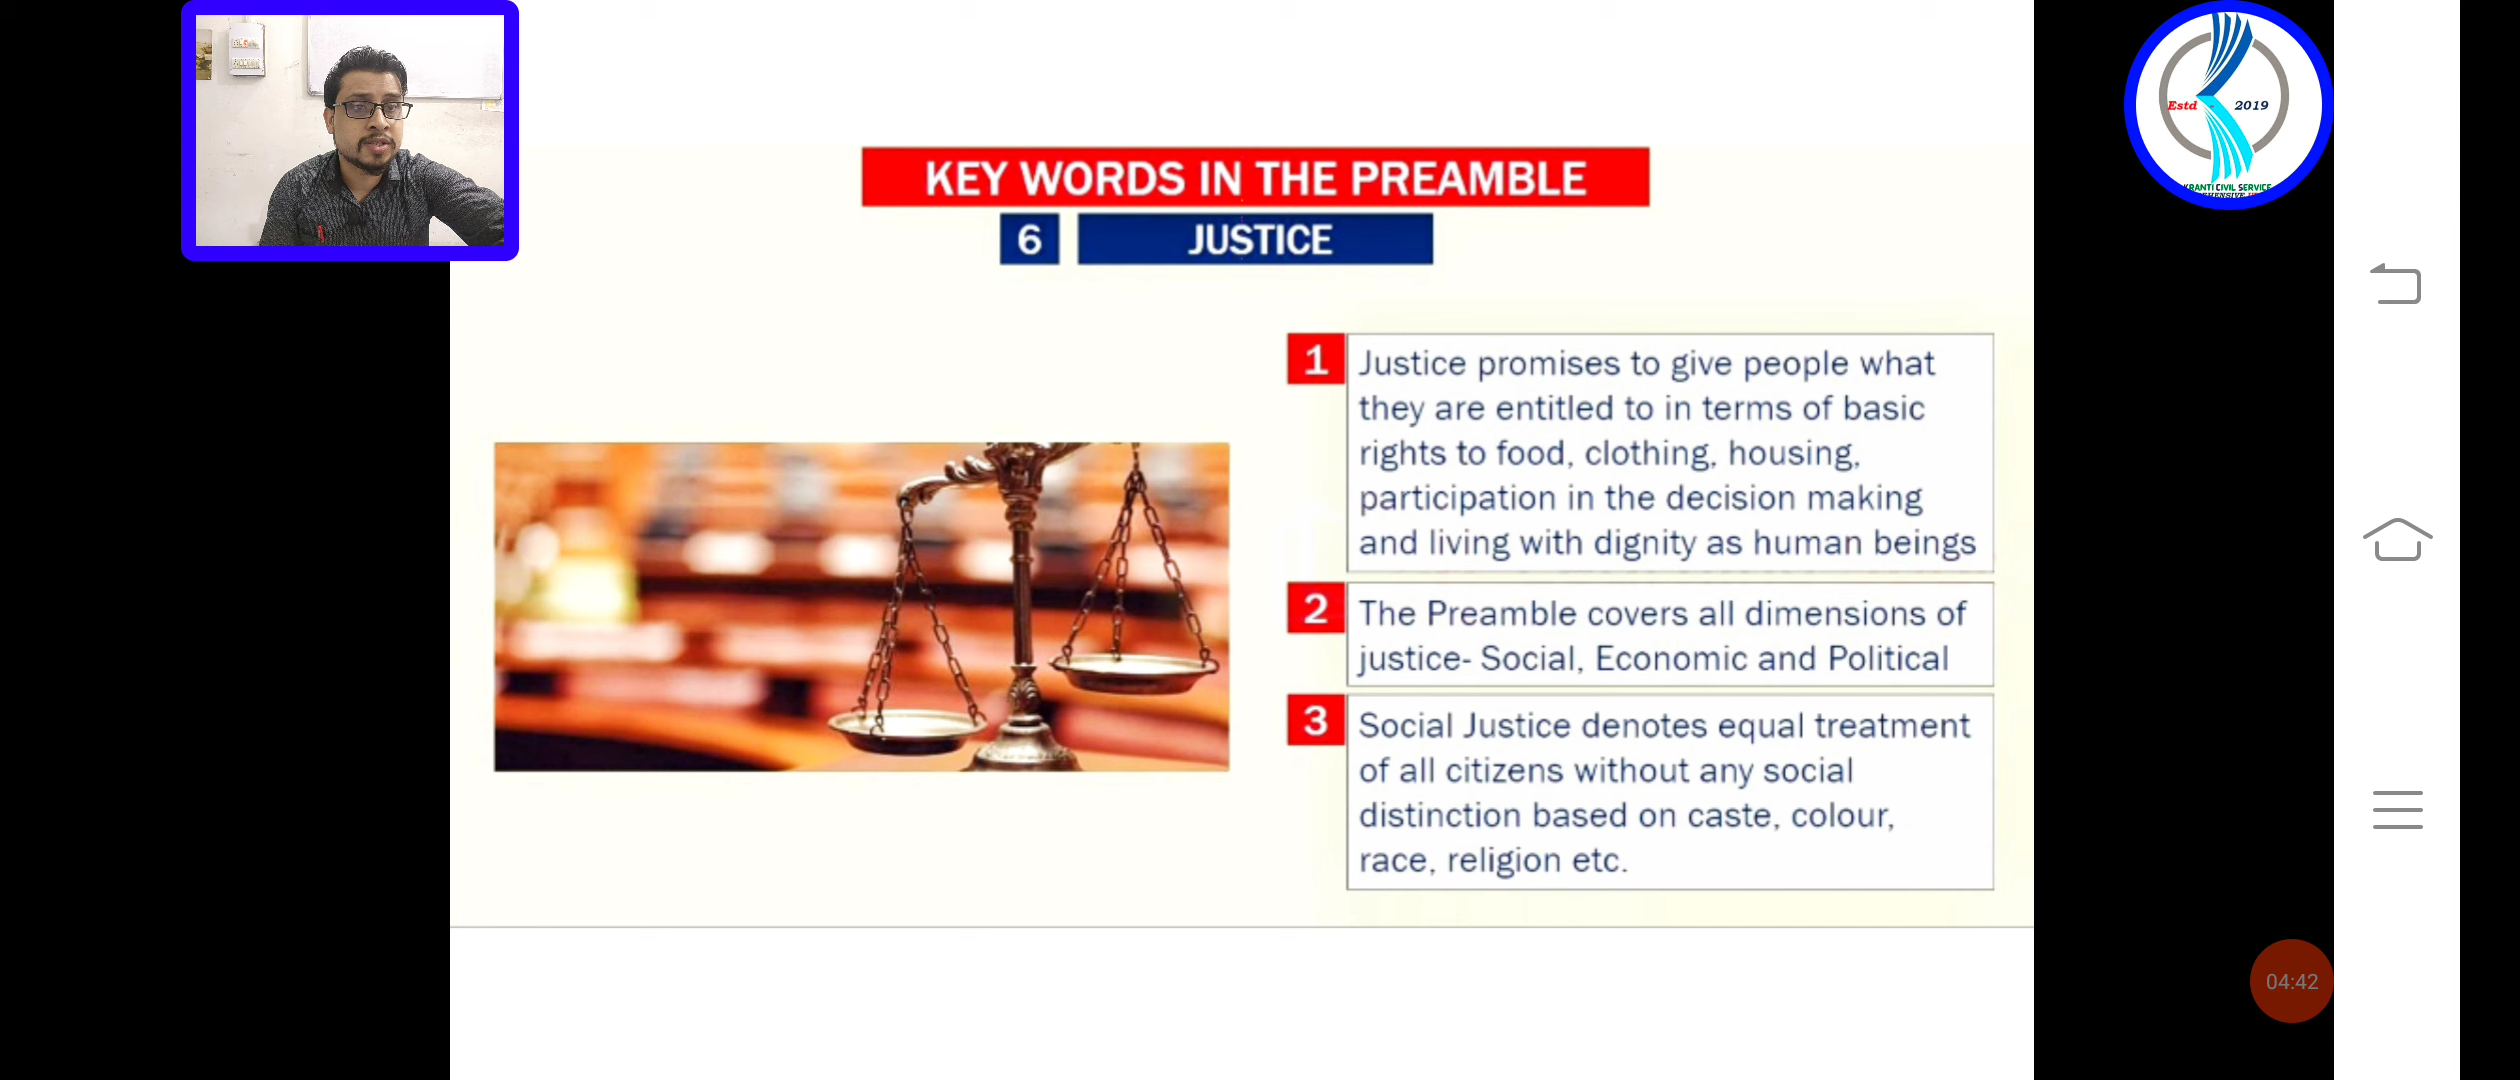 KEY WORDS IN THE PREAMBLE
6 JUSTICE
1 Justice promises to give people what
they are entitled to in terms of basic
rights to food, clothing, housing,
participation in the decision making
and living with dignity as human beings
2 The Preamble covers all dimensions of
justice- Social, Economic and Political
3 Social Justice denotes equal treatment
of all citizens without any social
distinction based on caste, colour,
race, religion etc.
Estd - 2019
KRANTI CIVIL SERVICE
04:42